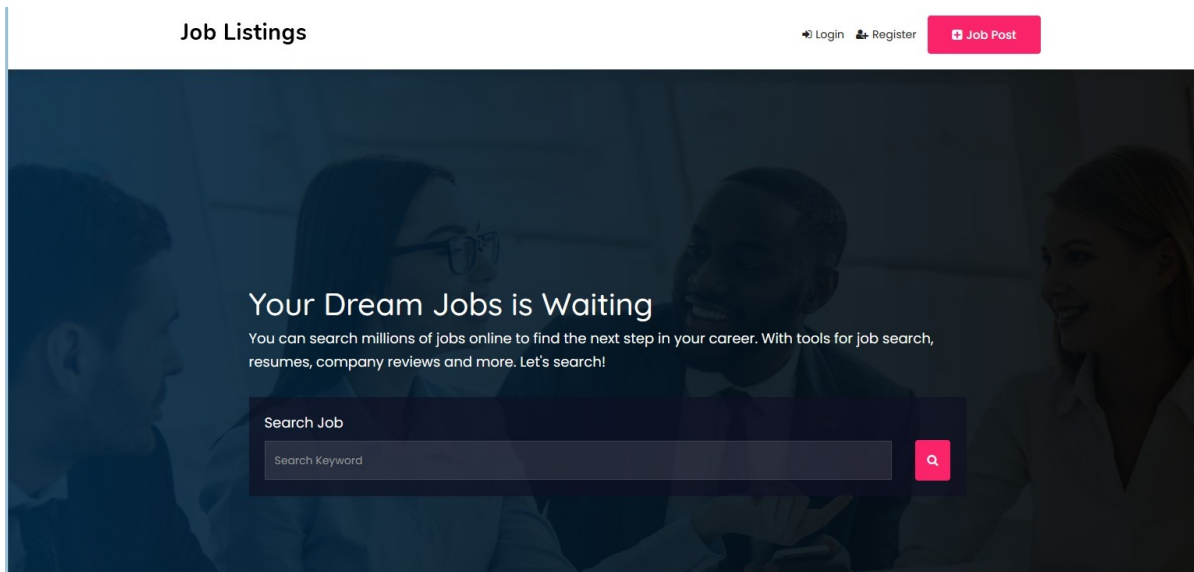 Job Listings
Login Register Job Post
Your Dream Jobs is Waiting
You can search millions of jobs online to find the next step in your career. With tools for job search,
resumes, company reviews and more. Let's search!
Search Job
Search Keyword